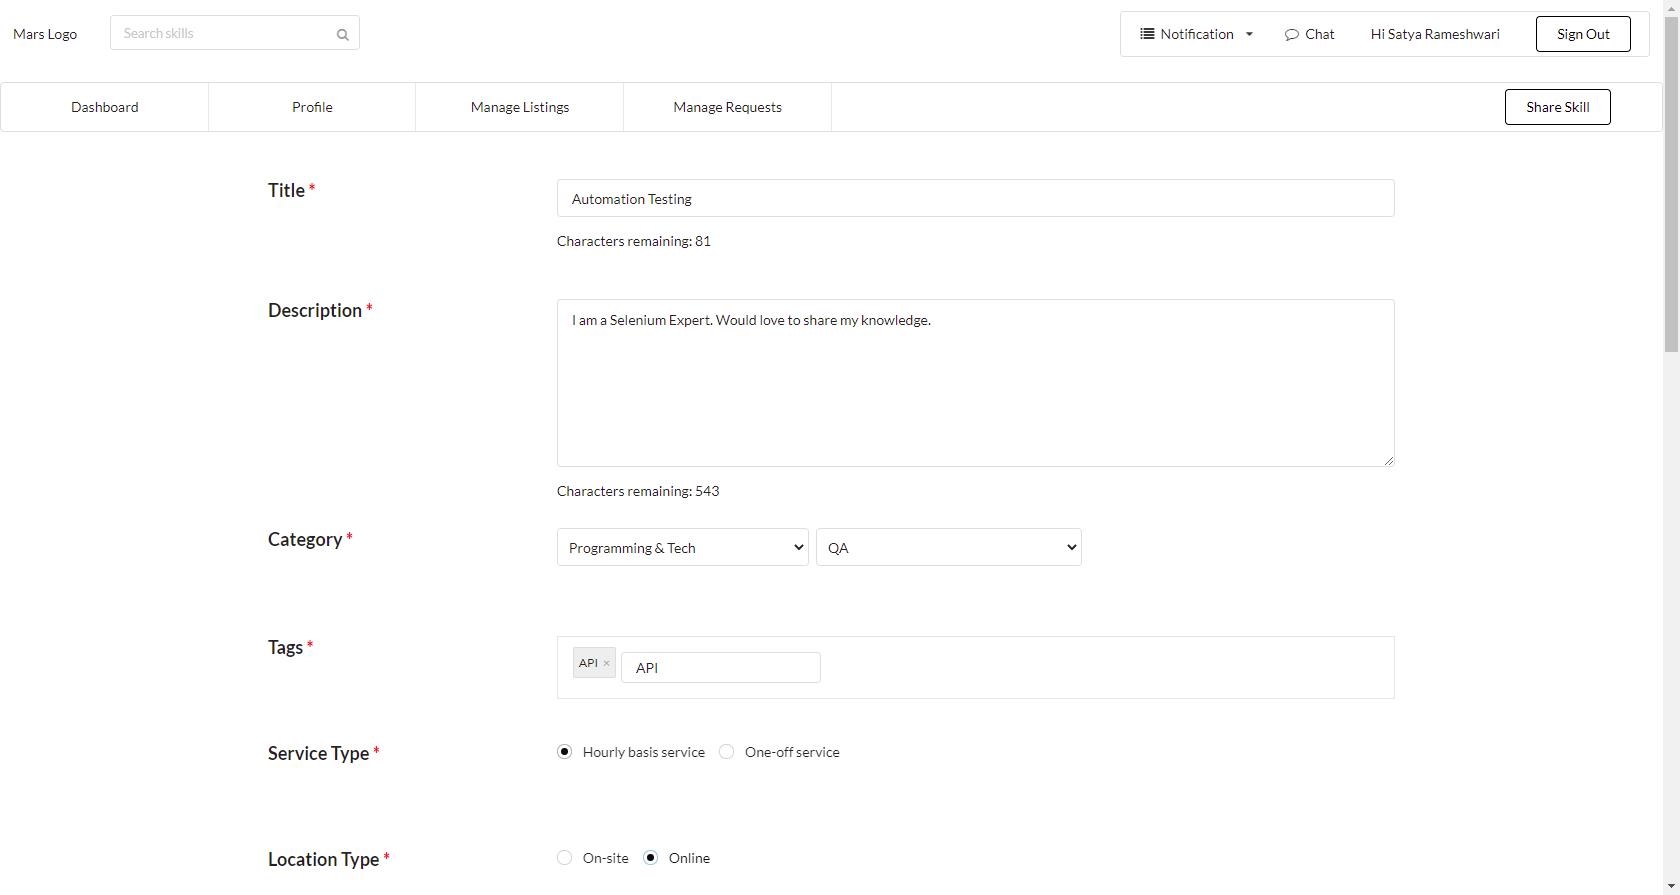 Mars Logo
Search skills
Notification
Chat
Hi Satya Rameshwari
Sign Out
Dashboard
Profile
Manage Listings
Manage Requests
Share Skill
Title *
Automation Testing
Characters remaining: 81
Description *
I am a Selenium Expert. Would love to share my knowledge.
Characters remaining: 543
Category *
Programming & Tech
QA
Tags *
API ×
API
Service Type *
Hourly basis service
One-off service
Location Type *
On-site
Online